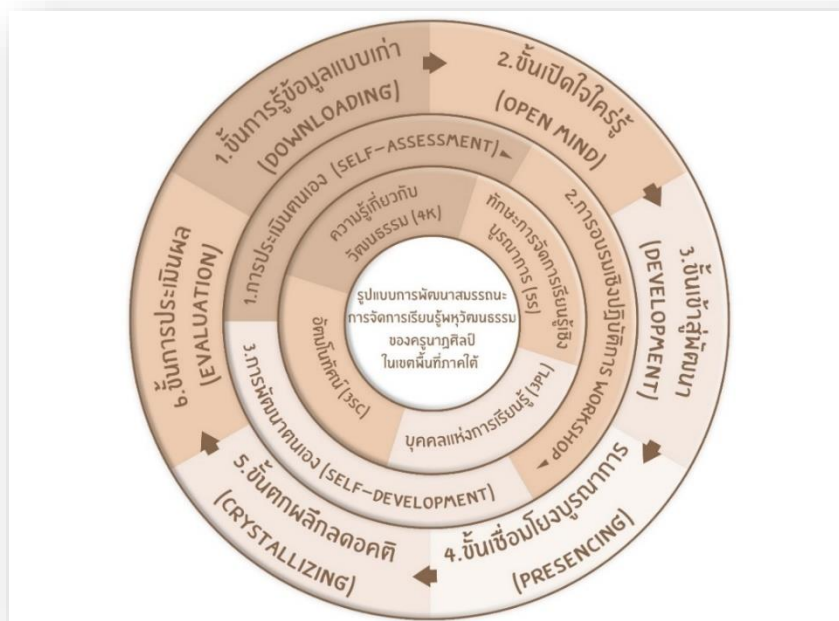 1.ขั้นการรู้ข้อมูลแบบเก่า
(DOWNLOADING)
2.ขั้นเปิดใจใคร่รู้
(OPEN MIND)
3.ขั้นเข้าสู่พัฒนา
(DEVELOPMENT)
4.ขั้นเชื่อมโยงบูรณาการ
(PRESENCING)
5.ขั้นตกผลึกลดอคติ
(CRYSTALLIZING)
6.ขั้นการประเมินผล
(EVALUATION)
1.การประเมินตนเอง (SELF-ASSESSMENT)
2.การอบรมเชิงปฏิบัติการ WORKSHOP
3.การพัฒนาตนเอง (SELF-DEVELOPMENT)
ความรู้เกี่ยวกับ
วัฒนธรรม (4K)
ทักษะการจัดการเรียนรู้เชิง
บูรณาการ (5S)
บุคคลแห่งการเรียนรู้ (3PL)
อัตมโนทัศน์ (3SC)
รูปแบบการพัฒนาสมรรถนะ
การจัดการเรียนรู้พหุวัฒนธรรม
ของครูนาฏศิลป์
ในเขตพื้นที่ภาคใต้